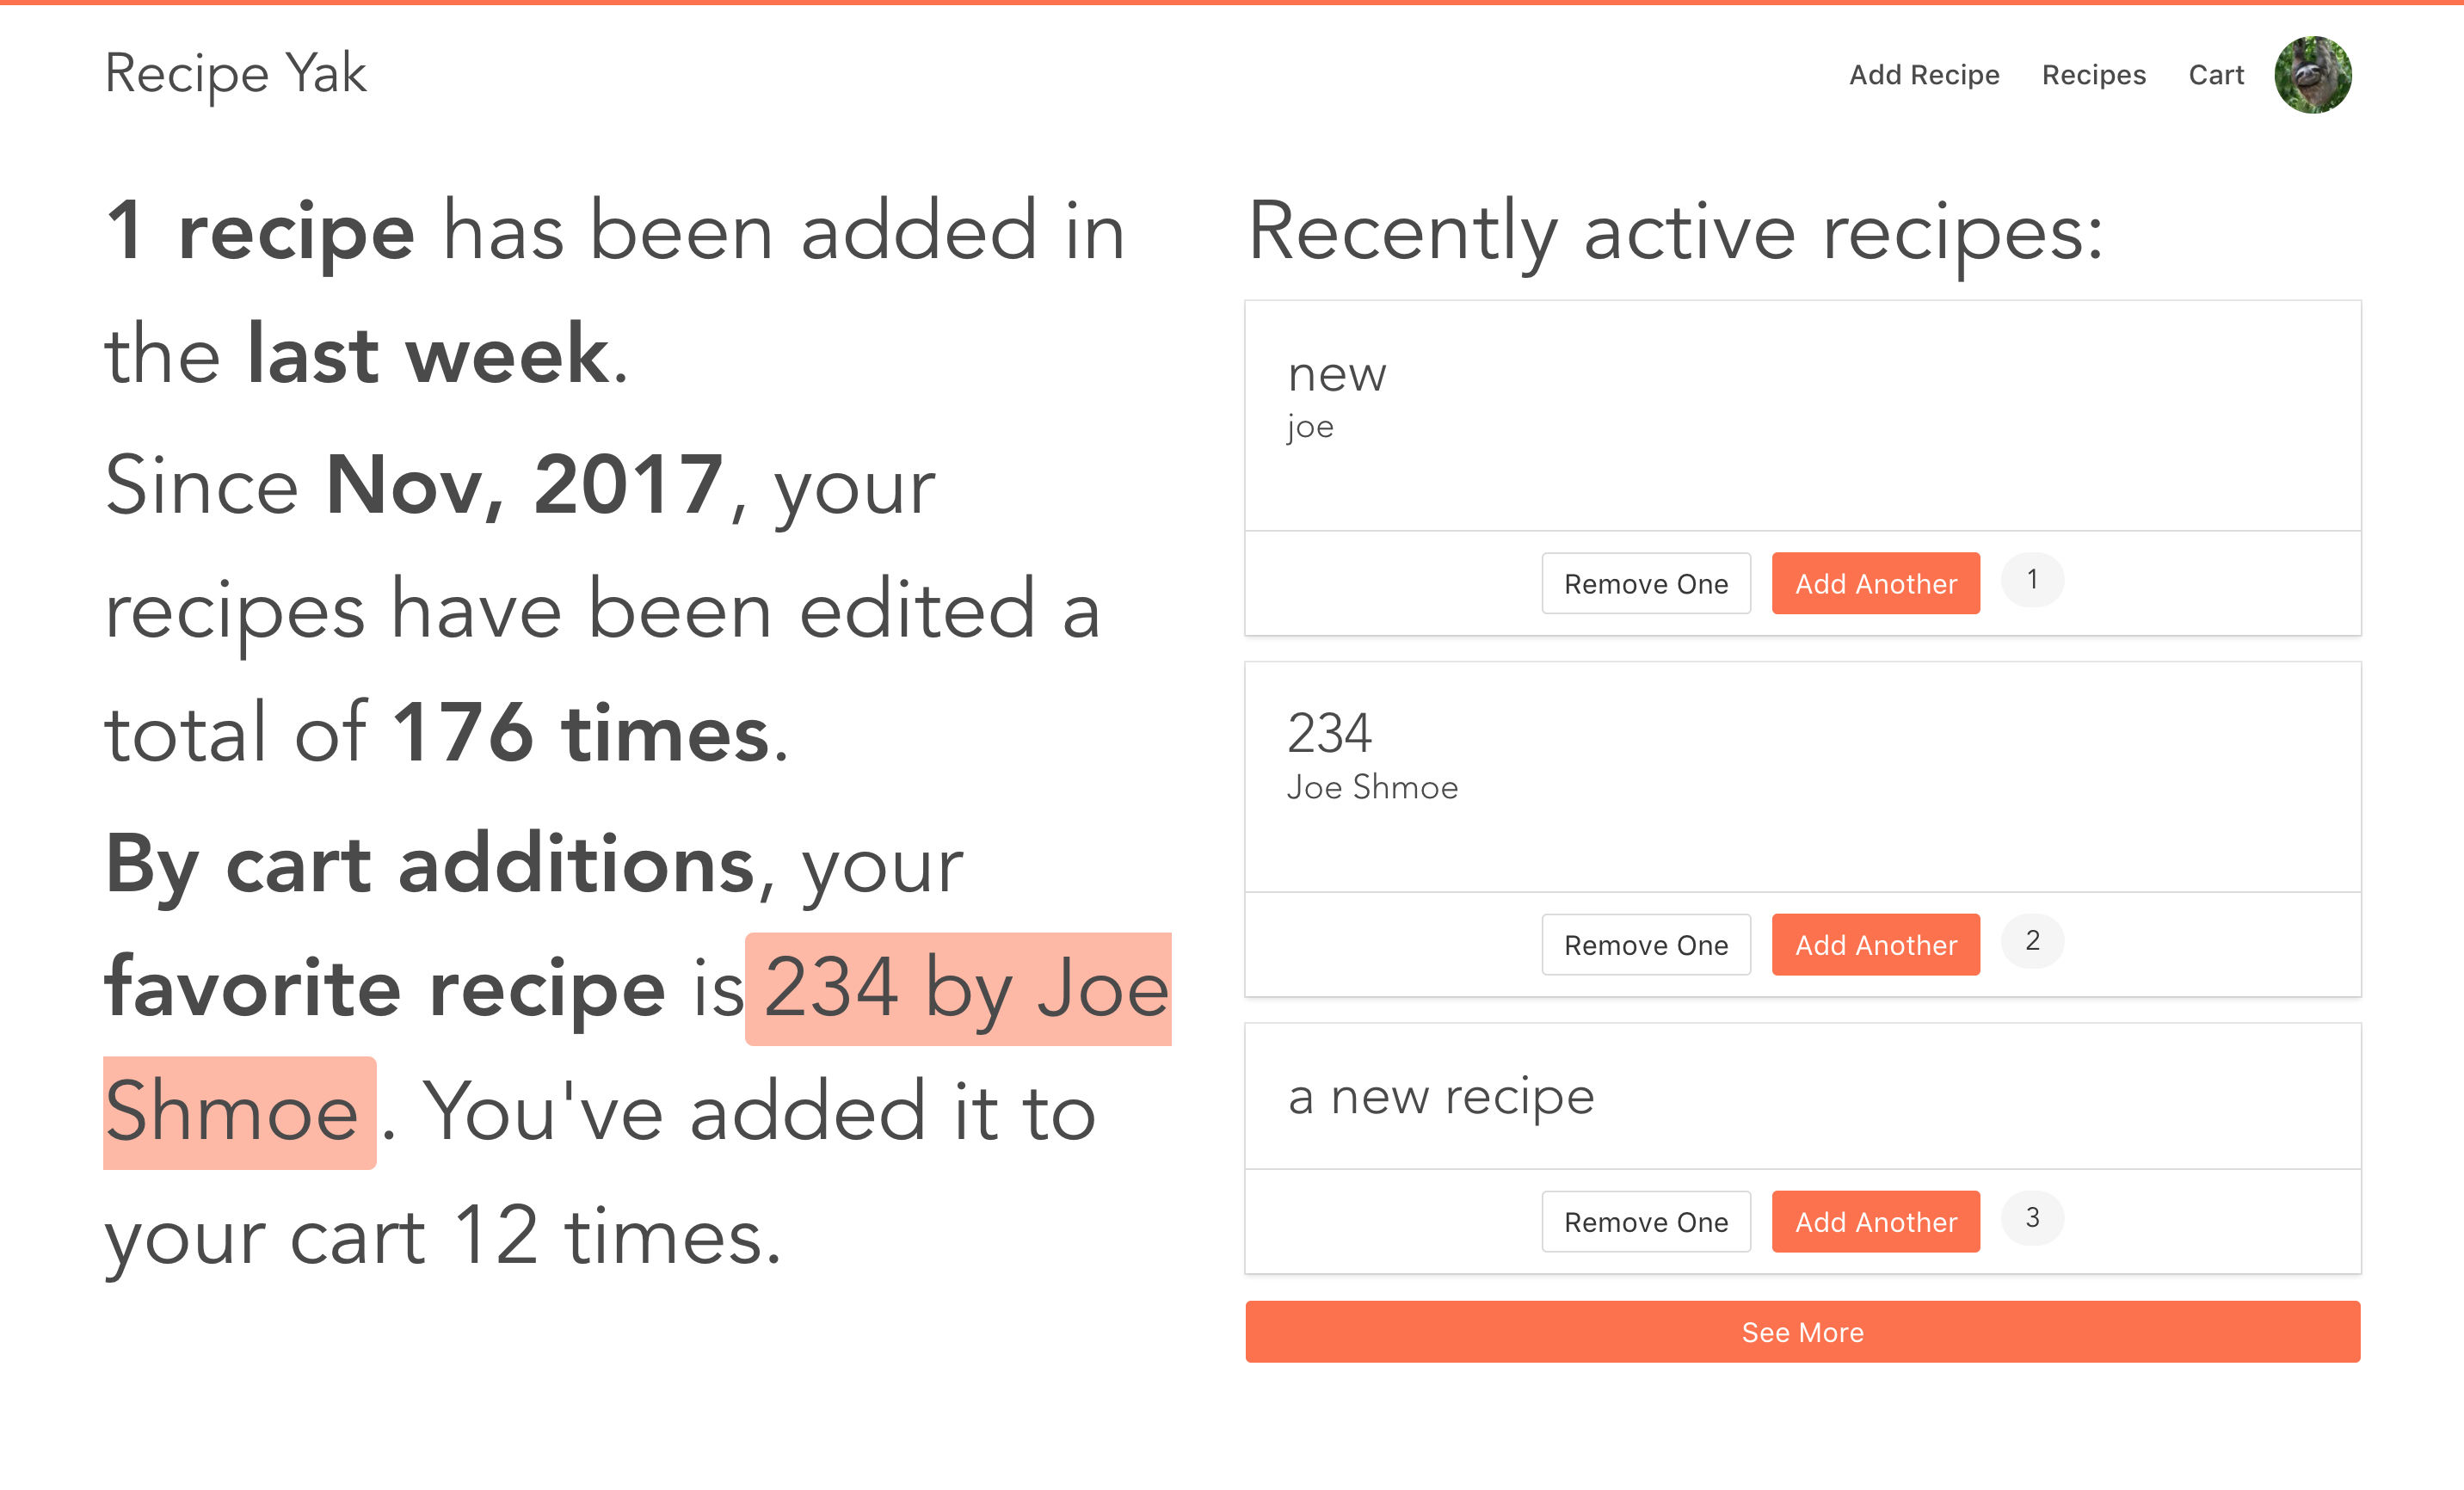 Recipe Yak
Add Recipe Recipes Cart
1 recipe has been added in
the last week.
Since Nov, 2017, your
recipes have been edited a
total of 176 times.
By cart additions, your
favorite recipe is 234 by Joe
Shmoe . You've added it to
your cart 12 times.
Recently active recipes:
new
joe
Remove One Add Another 1
234
Joe Shmoe
Remove One Add Another 2
a new recipe
Remove One Add Another 3
See More